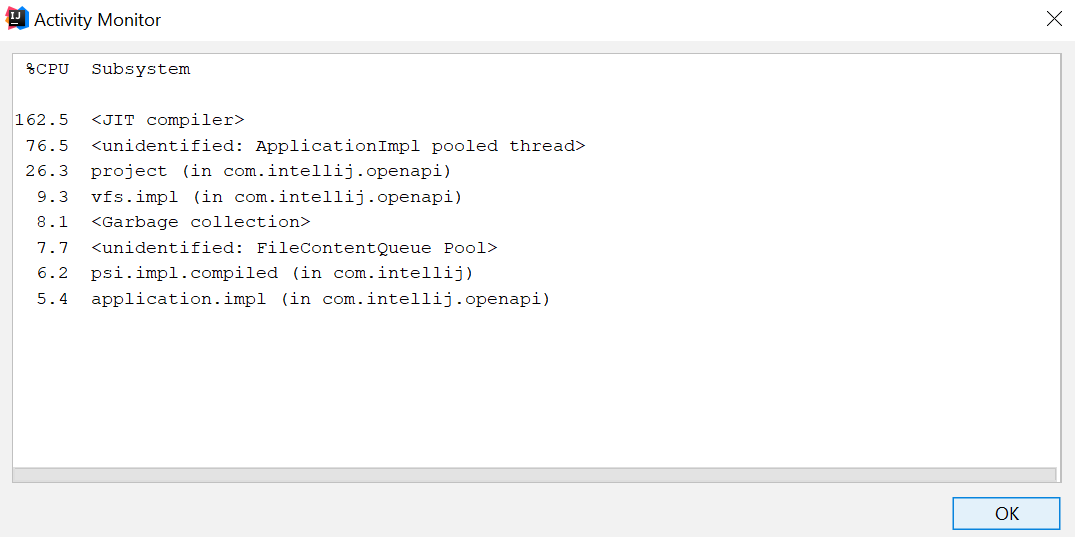 IJ
Activity Monitor
%CPU Subsystem
162.5 <JIT compiler>
76.5 <unidentified: ApplicationImpl pooled thread>
26.3 project (in com.intellij.openapi)
9.3 vfs.impl (in com.intellij.openapi)
8.1 <Garbage collection>
7.7 <unidentified: FileContentQueue Pool>
6.2 psi.impl.compiled (in com.intellij)
5.4 application.impl (in com.intellij.openapi)
OK